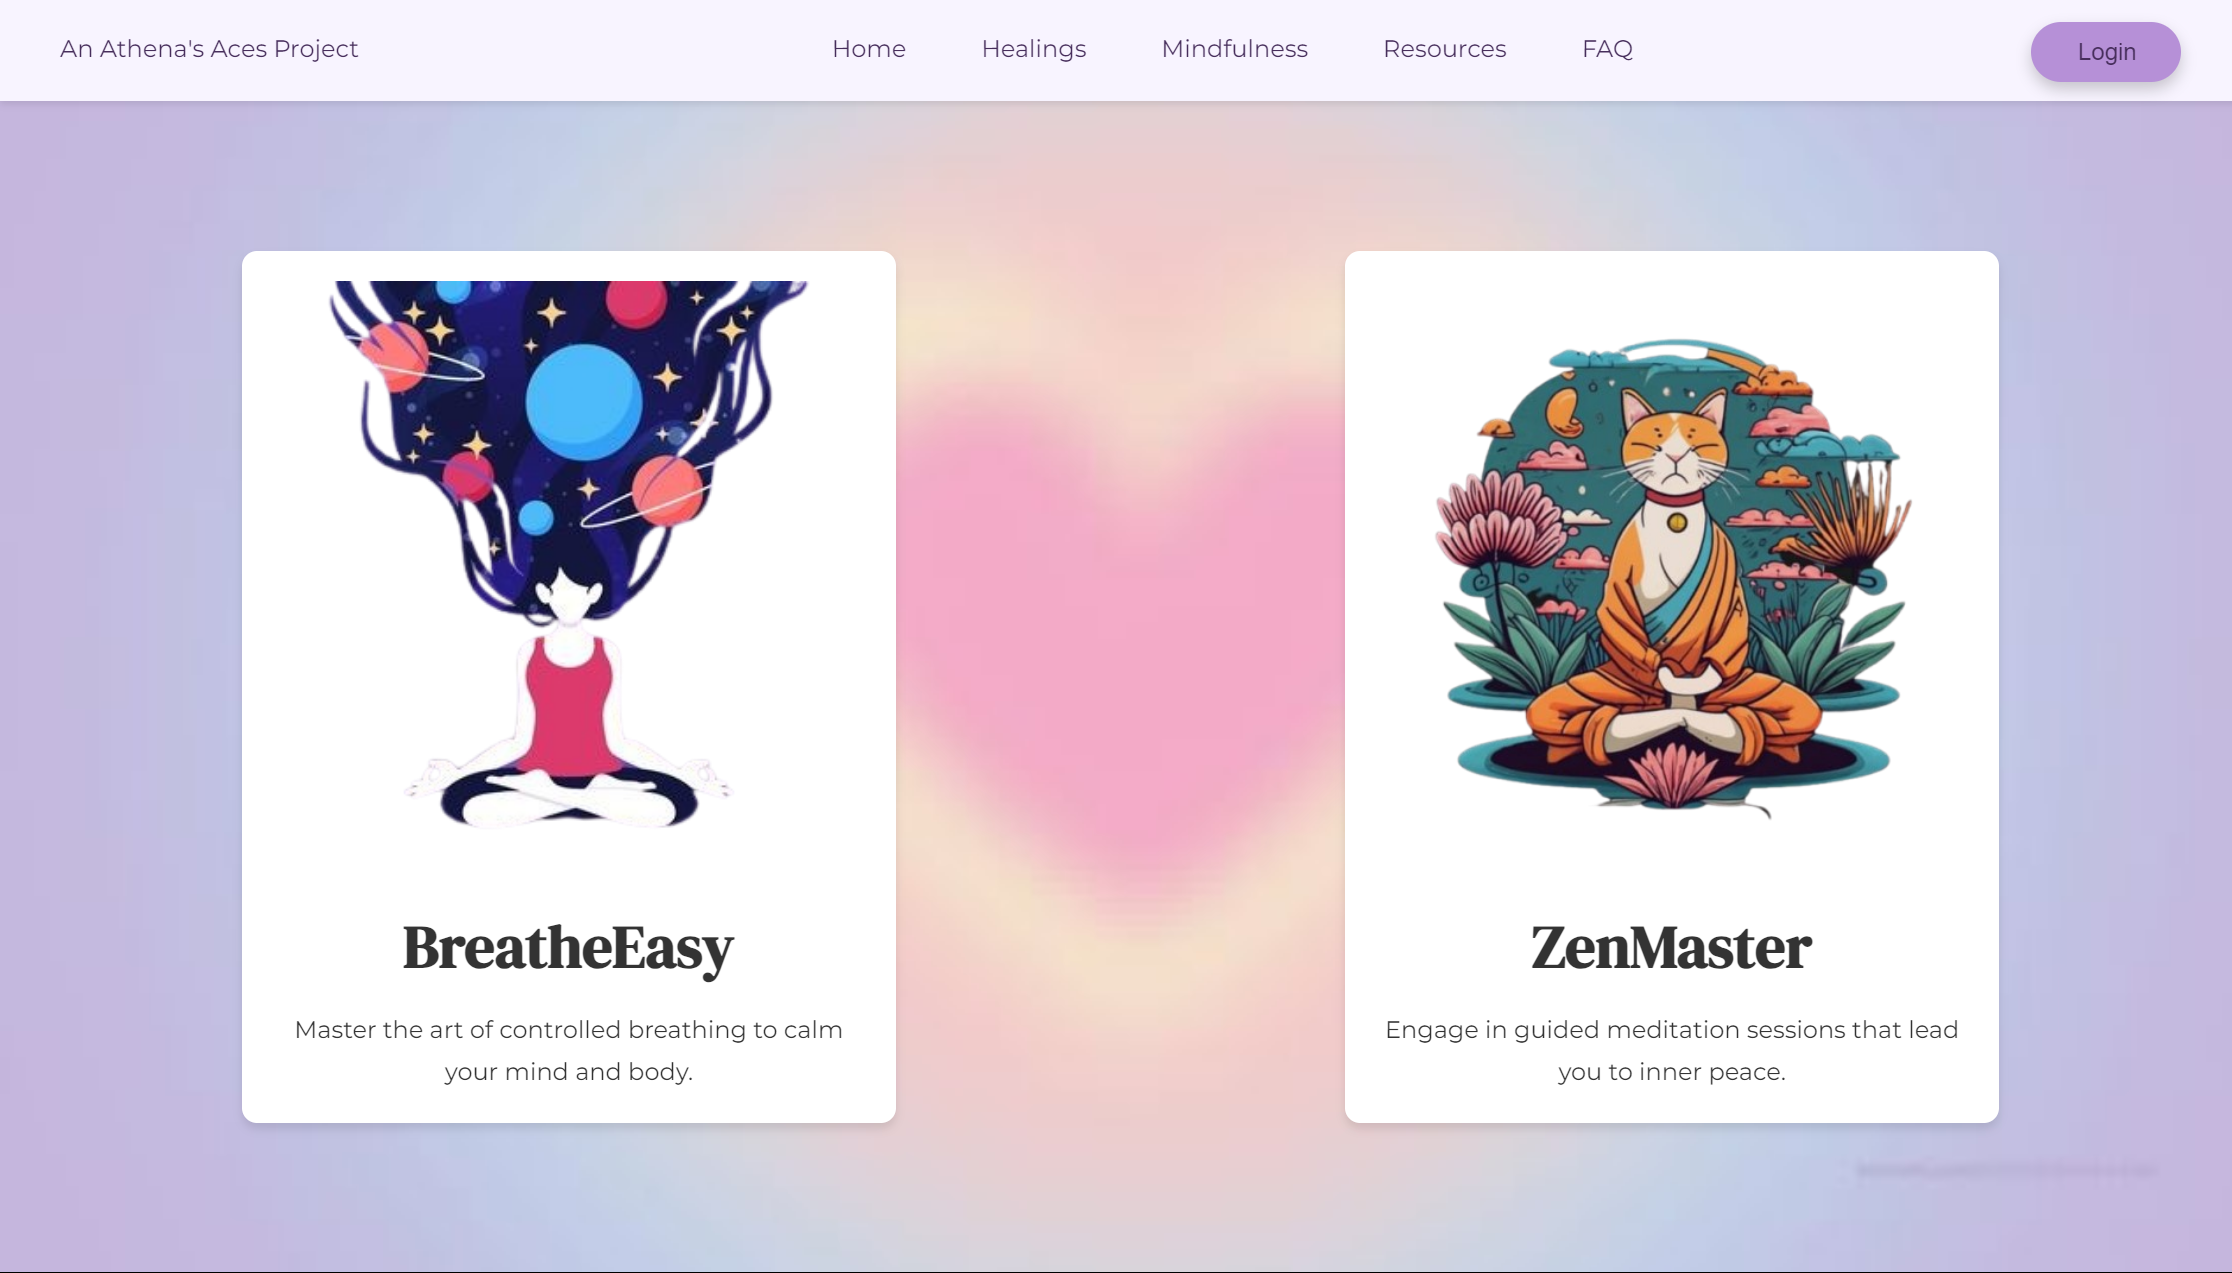 An Athena's Aces Project
Home
Healings
Mindfulness
Resources
FAQ
Login
BreatheEasy
Master the art of controlled breathing to calm
your mind and body.
ZenMaster
Engage in guided meditation sessions that lead
you to inner peace.